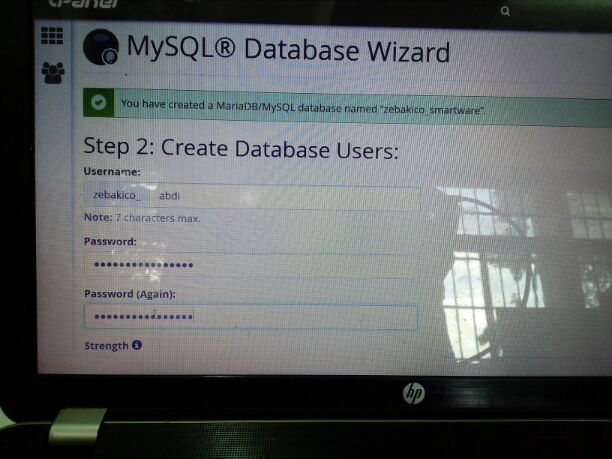 cPanel
MySQL® Database Wizard
You have created a MariaDB/MySQL database named “zebakico_smartware”.
Step 2: Create Database Users:
Username:
zebakico_ abdi
Note: 7 characters max.
Password:
Password (Again):
Strength
hp